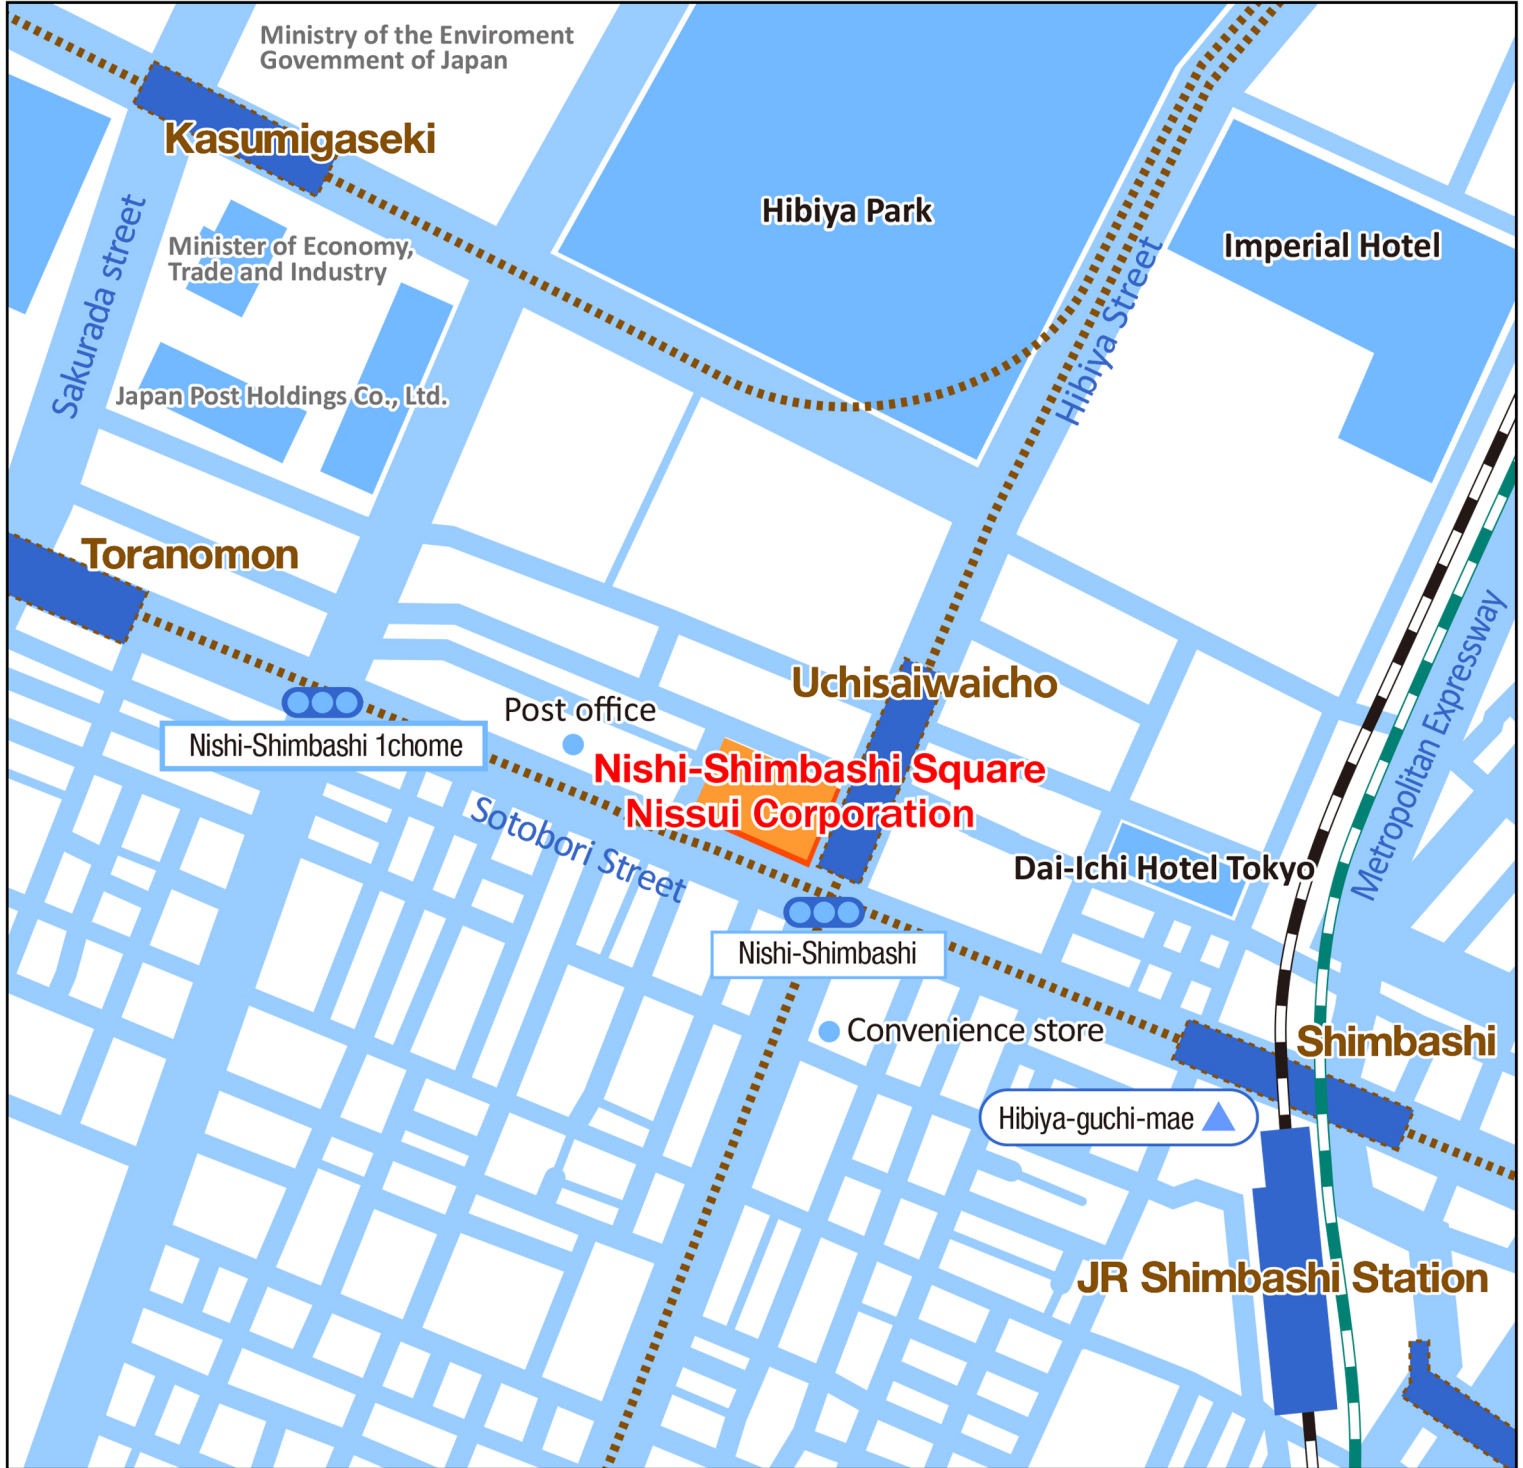 Ministry of the Enviroment
Govemment of Japan
Kasumigaseki
Hibiya Park
Imperial Hotel
Sakurada street
Minister of Economy,
Trade and Industry
Hibiya Street
Japan Post Holdings Co., Ltd.
Toranomon
Uchisaiwaicho
Post office
Nishi-Shimbashi 1chome
Nishi-Shimbashi Square
Nissui Corporation
Metropolitan Expressway
Sotobori Street
Dai-Ichi Hotel Tokyo
Nishi-Shimbashi
Convenience store
Shimbashi
Hibiya-guchi-mae
JR Shimbashi Station